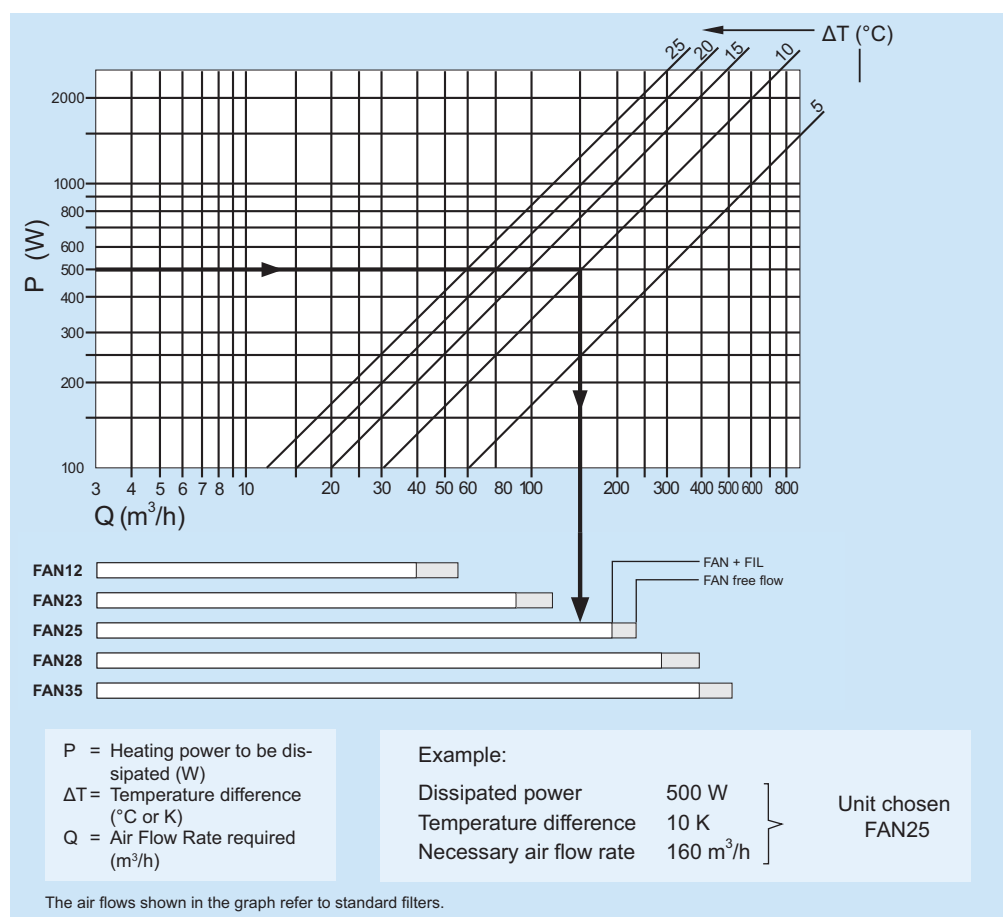 ΔT (°C)
25
20
15
10
5
2000
1000
800
600
500
400
300
200
100
P (W)
3 4 5 6 7 8 10 20 30 40 50 60 80 100 200 300 400 500 600 800
Q (m³/h)
FAN12
FAN + FIL
FAN free flow
FAN23
FAN25
FAN28
FAN35
P = Heating power to be dis-
sipated (W)
ΔT = Temperature difference
(°C or K)
Q = Air Flow Rate required
(m³/h)
Example:
Dissipated power 500 W
Temperature difference 10 K
Necessary air flow rate 160 m³/h
Unit chosen
FAN25
The air flows shown in the graph refer to standard filters.